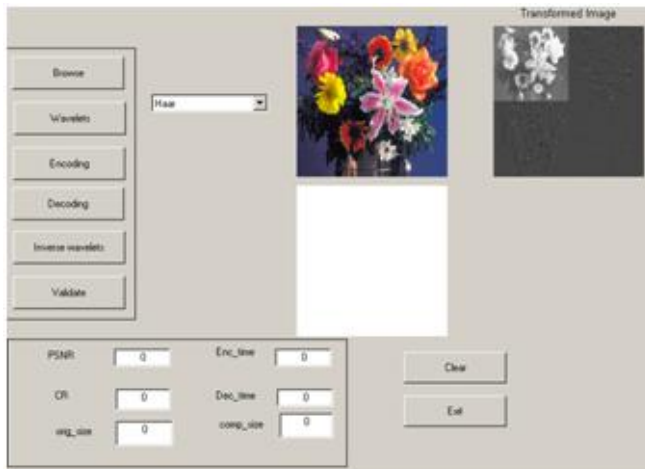 Transformed Image
Browse
Haar
Wavelets
Encoding
Decoding
Inverse wavelets
Validate
PSNR 0 Enc_time 0
CR 0 Dec_time 0
orig_size 0 comp_size 0
Clear
Exit